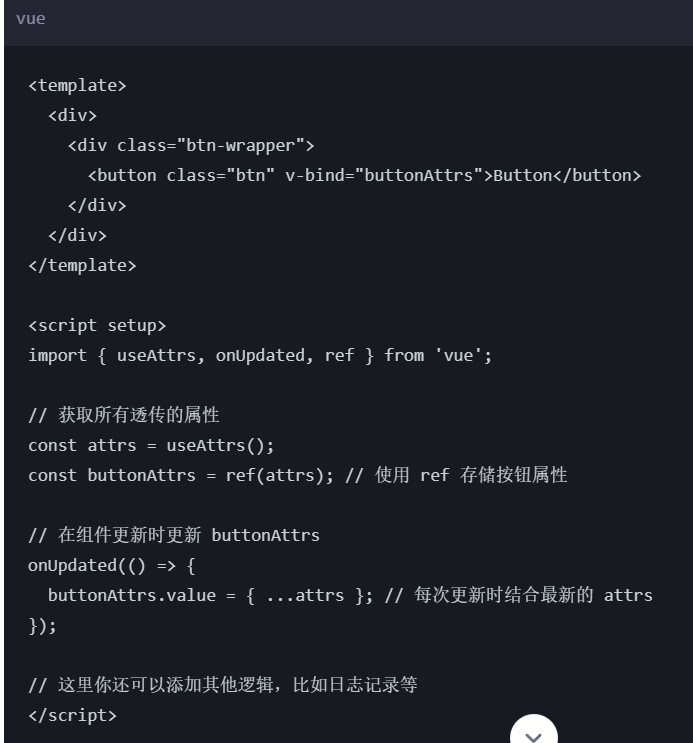 vue
<template>
  <div>
    <div class="btn-wrapper">
      <button class="btn" v-bind="buttonAttrs">Button</button>
    </div>
  </div>
</template>
<script setup>
import { useAttrs, onUpdated, ref } from 'vue';
// 获取所有透传的属性
const attrs = useAttrs();
const buttonAttrs = ref(attrs); // 使用 ref 存储按钮属性
// 在组件更新时更新 buttonAttrs
onUpdated(() => {
  buttonAttrs.value = { ...attrs }; // 每次更新时结合最新的 attrs
});
// 这里你还可以添加其他逻辑，比如日志记录等
</script>